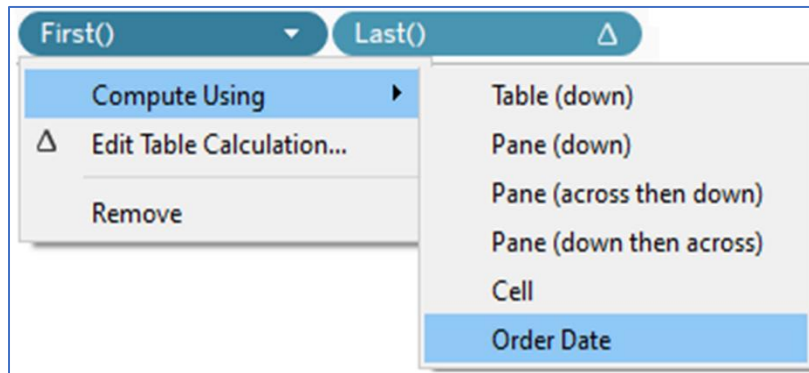 First() Last() Δ
Compute Using
Δ Edit Table Calculation...
Remove
Table (down)
Pane (down)
Pane (across then down)
Pane (down then across)
Cell
Order Date